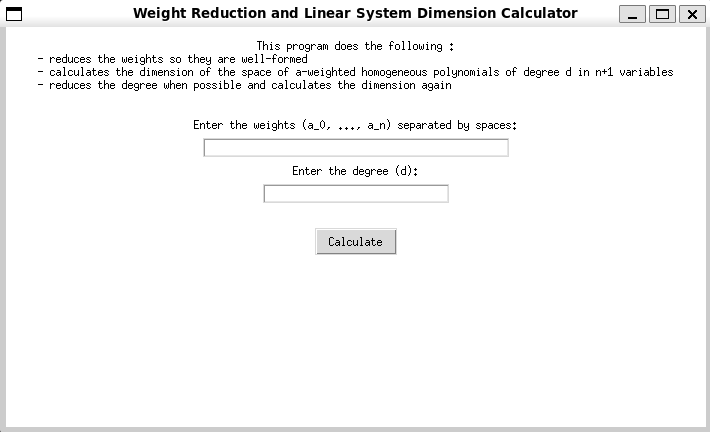 Weight Reduction and Linear System Dimension Calculator
This program does the following :
- reduces the weights so they are well-formed
- calculates the dimension of the space of a-weighted homogeneous polynomials of degree d in n+1 variables
- reduces the degree when possible and calculates the dimension again
Enter the weights (a_0, ..., a_n) separated by spaces:
Enter the degree (d):
Calculate